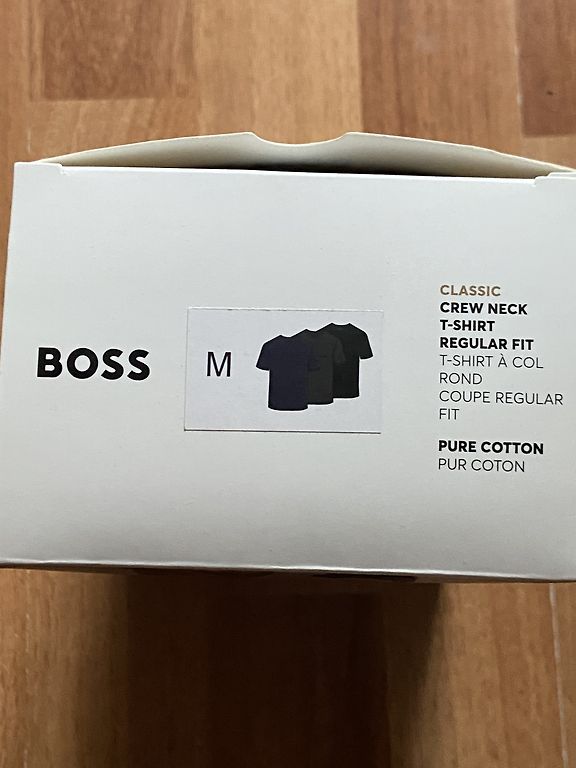 BOSS
M
CLASSIC
CREW NECK
T-SHIRT
REGULAR FIT
T-SHIRT À COL
ROND
COUPE REGULAR
FIT
PURE COTTON
PUR COTON